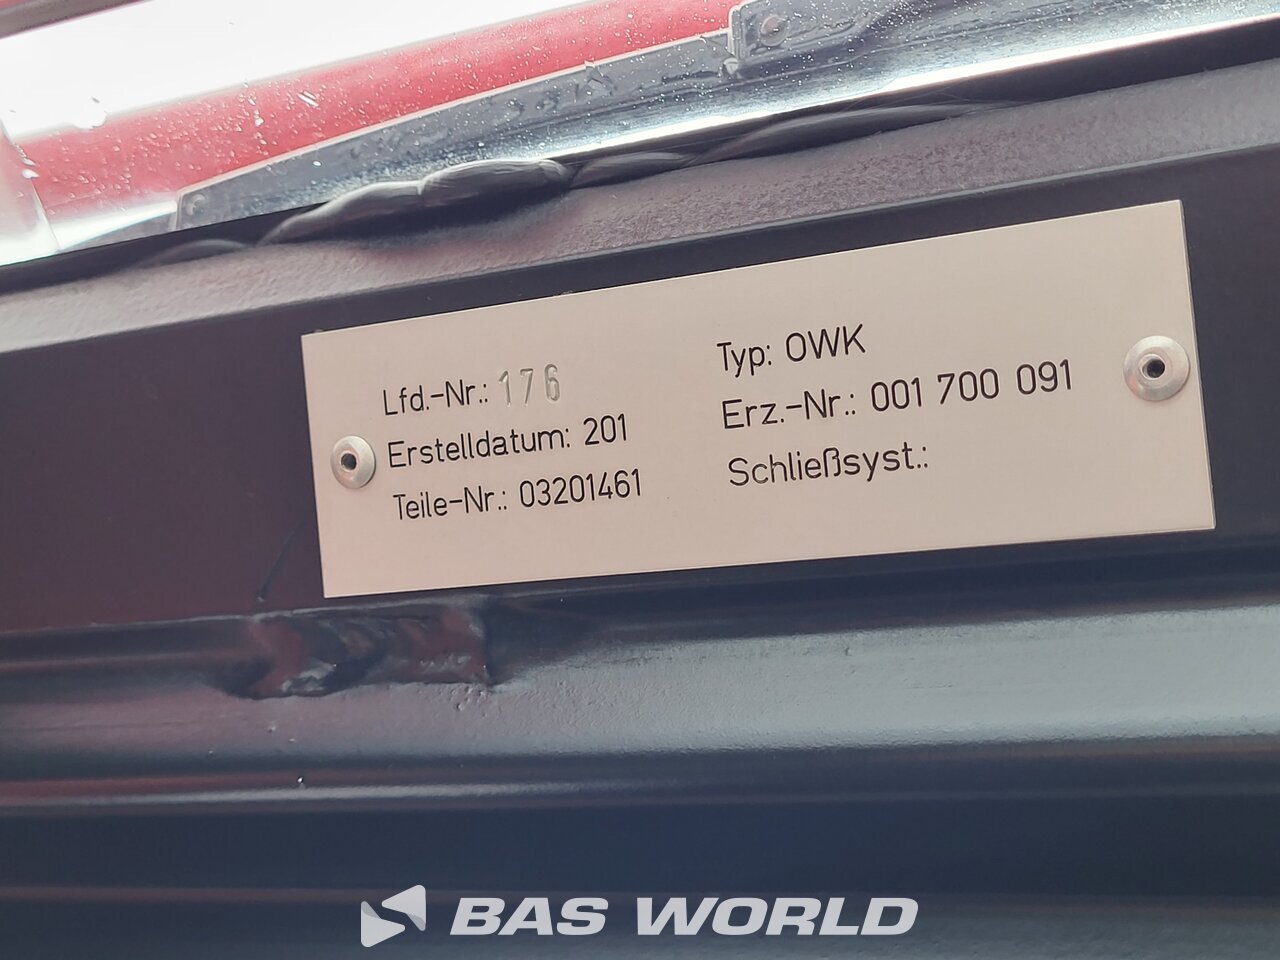 Lfd.-Nr.: 176
Erstelldatum: 201
Teile-Nr.: 03201461
Typ: OWK
Erz.-Nr.: 001 700 091
Schließsyst.:
BAS WORLD